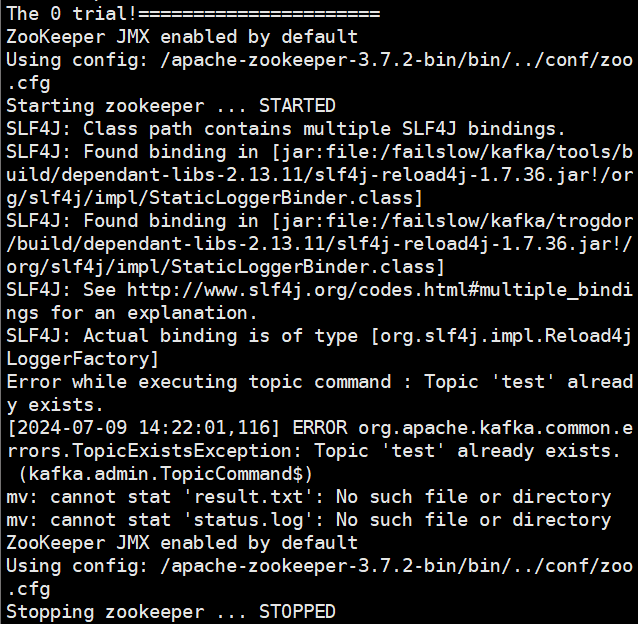 The 0 trial!======================
ZooKeeper JMX enabled by default
Using config: /apache-zookeeper-3.7.2-bin/bin/../conf/zoo
.cfg
Starting zookeeper ... STARTED
SLF4J: Class path contains multiple SLF4J bindings.
SLF4J: Found binding in [jar:file:/failslow/kafka/tools/b
uild/dependant-libs-2.13.11/slf4j-reload4j-1.7.36.jar!/or
g/slf4j/impl/StaticLoggerBinder.class]
SLF4J: Found binding in [jar:file:/failslow/kafka/trogdor
/build/dependant-libs-2.13.11/slf4j-reload4j-1.7.36.jar!/
org/slf4j/impl/StaticLoggerBinder.class]
SLF4J: See http://www.slf4j.org/codes.html#multiple_bindi
ngs for an explanation.
SLF4J: Actual binding is of type [org.slf4j.impl.Reload4j
LoggerFactory]
Error while executing topic command : Topic 'test' alread
y exists.
[2024-07-09 14:22:01,116] ERROR org.apache.kafka.common.e
rrors.TopicExistsException: Topic 'test' already exists.
 (kafka.admin.TopicCommand$)
mv: cannot stat 'result.txt': No such file or directory
mv: cannot stat 'status.log': No such file or directory
ZooKeeper JMX enabled by default
Using config: /apache-zookeeper-3.7.2-bin/bin/../conf/zoo
.cfg
Stopping zookeeper ... STOPPED